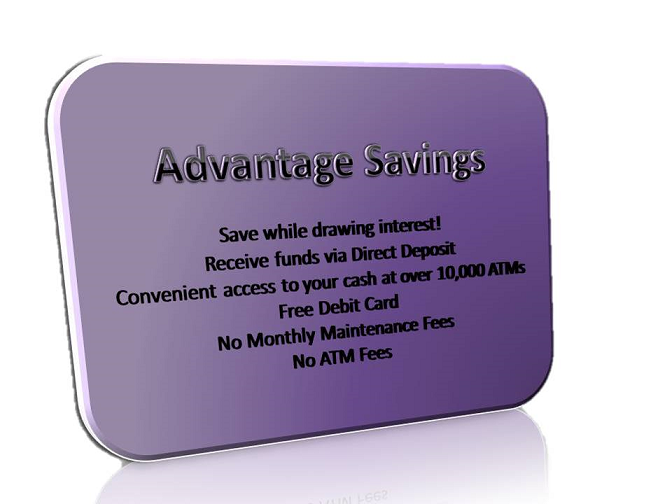 Advantage Savings
Save while drawing interest!
Receive funds via Direct Deposit
Convenient access to your cash at over 10,000 ATMs
Free Debit Card
No Monthly Maintenance Fees
No ATM Fees